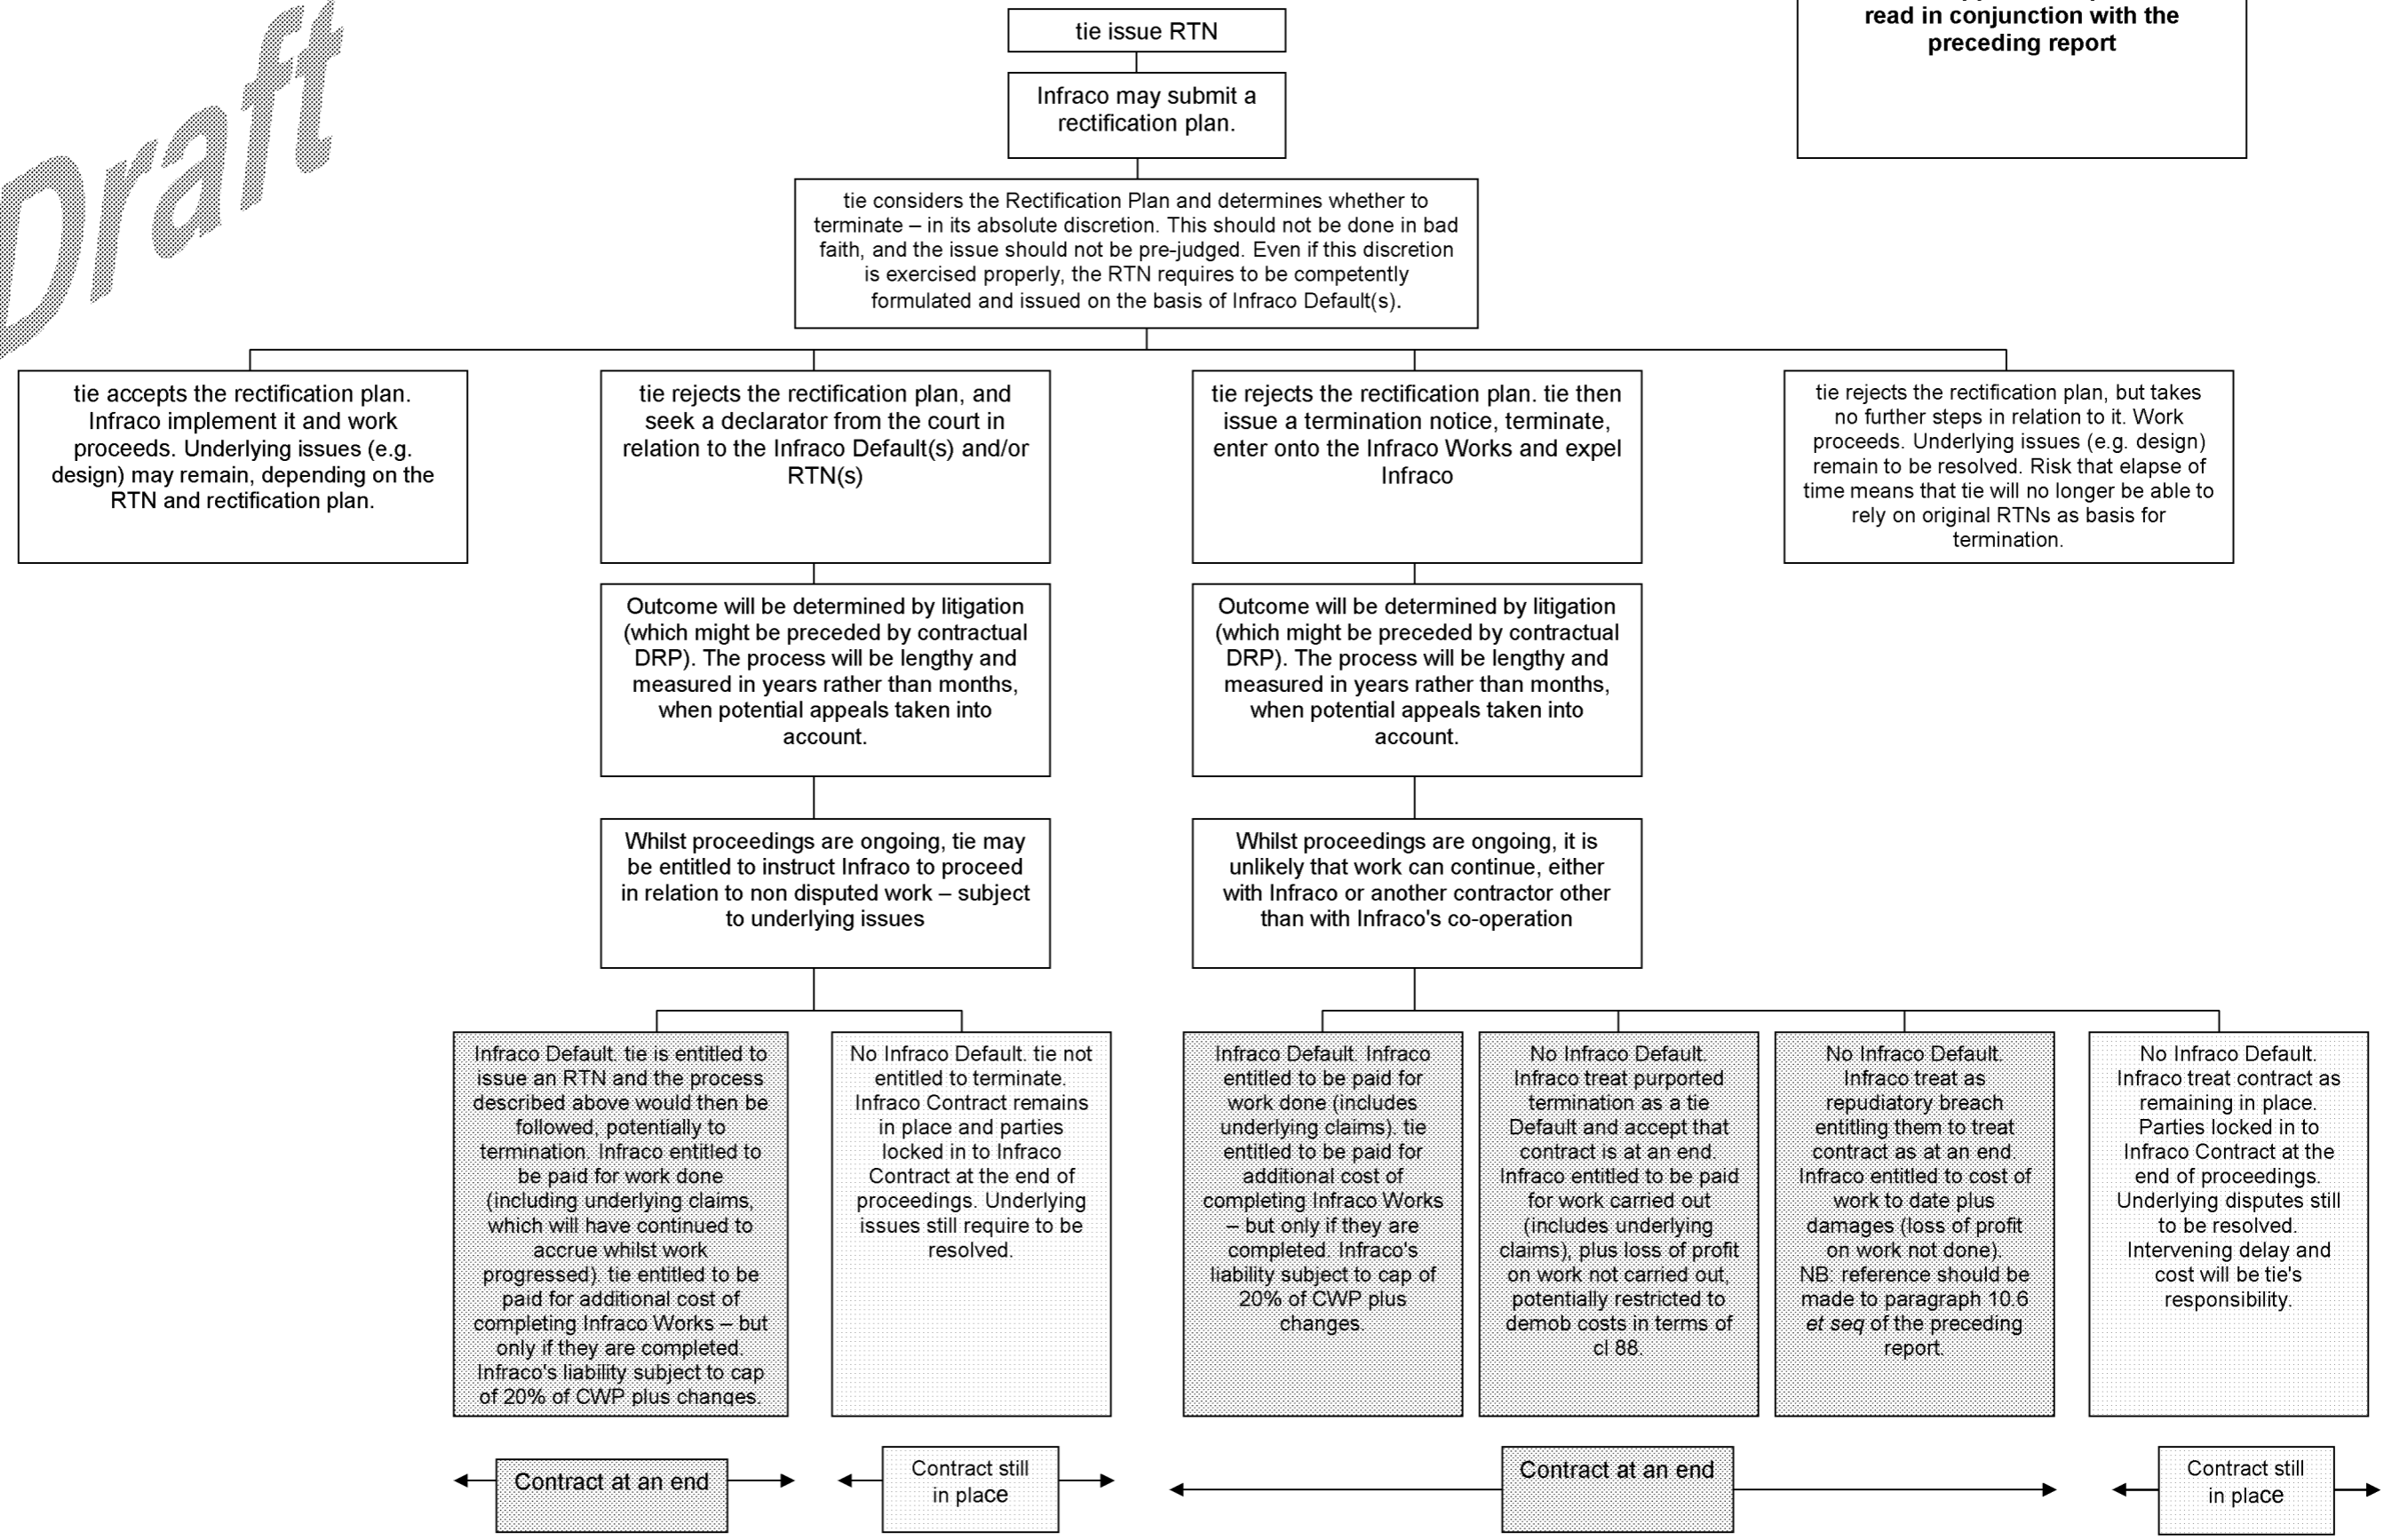 Draft
tie issue RTN
read in conjunction with the
preceding report
Infraco may submit a
rectification plan.
tie considers the Rectification Plan and determines whether to
terminate – in its absolute discretion. This should not be done in bad
faith, and the issue should not be pre-judged. Even if this discretion
is exercised properly, the RTN requires to be competently
formulated and issued on the basis of Infraco Default(s).
tie accepts the rectification plan.
Infraco implement it and work
proceeds. Underlying issues (e.g.
design) may remain, depending on the
RTN and rectification plan.
tie rejects the rectification plan, and
seek a declarator from the court in
relation to the Infraco Default(s) and/or
RTN(s)
tie rejects the rectification plan. tie then
issue a termination notice, terminate,
enter onto the Infraco Works and expel
Infraco
tie rejects the rectification plan, but takes
no further steps in relation to it. Work
proceeds. Underlying issues (e.g. design)
remain to be resolved. Risk that elapse of
time means that tie will no longer be able to
rely on original RTNs as basis for
termination.
Outcome will be determined by litigation
(which might be preceded by contractual
DRP). The process will be lengthy and
measured in years rather than months,
when potential appeals taken into
account.
Outcome will be determined by litigation
(which might be preceded by contractual
DRP). The process will be lengthy and
measured in years rather than months,
when potential appeals taken into
account.
Whilst proceedings are ongoing, tie may
be entitled to instruct Infraco to proceed
in relation to non disputed work – subject
to underlying issues
Whilst proceedings are ongoing, it is
unlikely that work can continue, either
with Infraco or another contractor other
than with Infraco's co-operation
Infraco Default. tie is entitled to
issue an RTN and the process
described above would then be
followed, potentially to
termination. Infraco entitled to
be paid for work done
(including underlying claims,
which will have continued to
accrue whilst work
progressed). tie entitled to be
paid for additional cost of
completing Infraco Works – but
only if they are completed.
Infraco's liability subject to cap
of 20% of CWP plus changes.
No Infraco Default. tie not
entitled to terminate.
Infraco Contract remains
in place and parties
locked in to Infraco
Contract at the end of
proceedings. Underlying
issues still require to be
resolved.
Infraco Default. Infraco
entitled to be paid for
work done (includes
underlying claims). tie
entitled to be paid for
additional cost of
completing Infraco Works
– but only if they are
completed. Infraco's
liability subject to cap of
20% of CWP plus
changes.
No Infraco Default.
Infraco treat purported
termination as a tie
Default and accept that
contract is at an end.
Infraco entitled to be paid
for work carried out
(includes underlying
claims), plus loss of profit
on work not carried out,
potentially restricted to
demob costs in terms of
cl 88.
No Infraco Default.
Infraco treat as
repudiatory breach
entitling them to treat
contract as at an end.
Infraco entitled to cost of
work to date plus
damages (loss of profit
on work not done).
NB: reference should be
made to paragraph 10.6
et seq of the preceding
report.
No Infraco Default.
Infraco treat contract as
remaining in place.
Parties locked in to
Infraco Contract at the
end of proceedings.
Underlying disputes still
to be resolved.
Intervening delay and
cost will be tie's
responsibility.
Contract at an end
Contract still
in place
Contract at an end
Contract still
in place